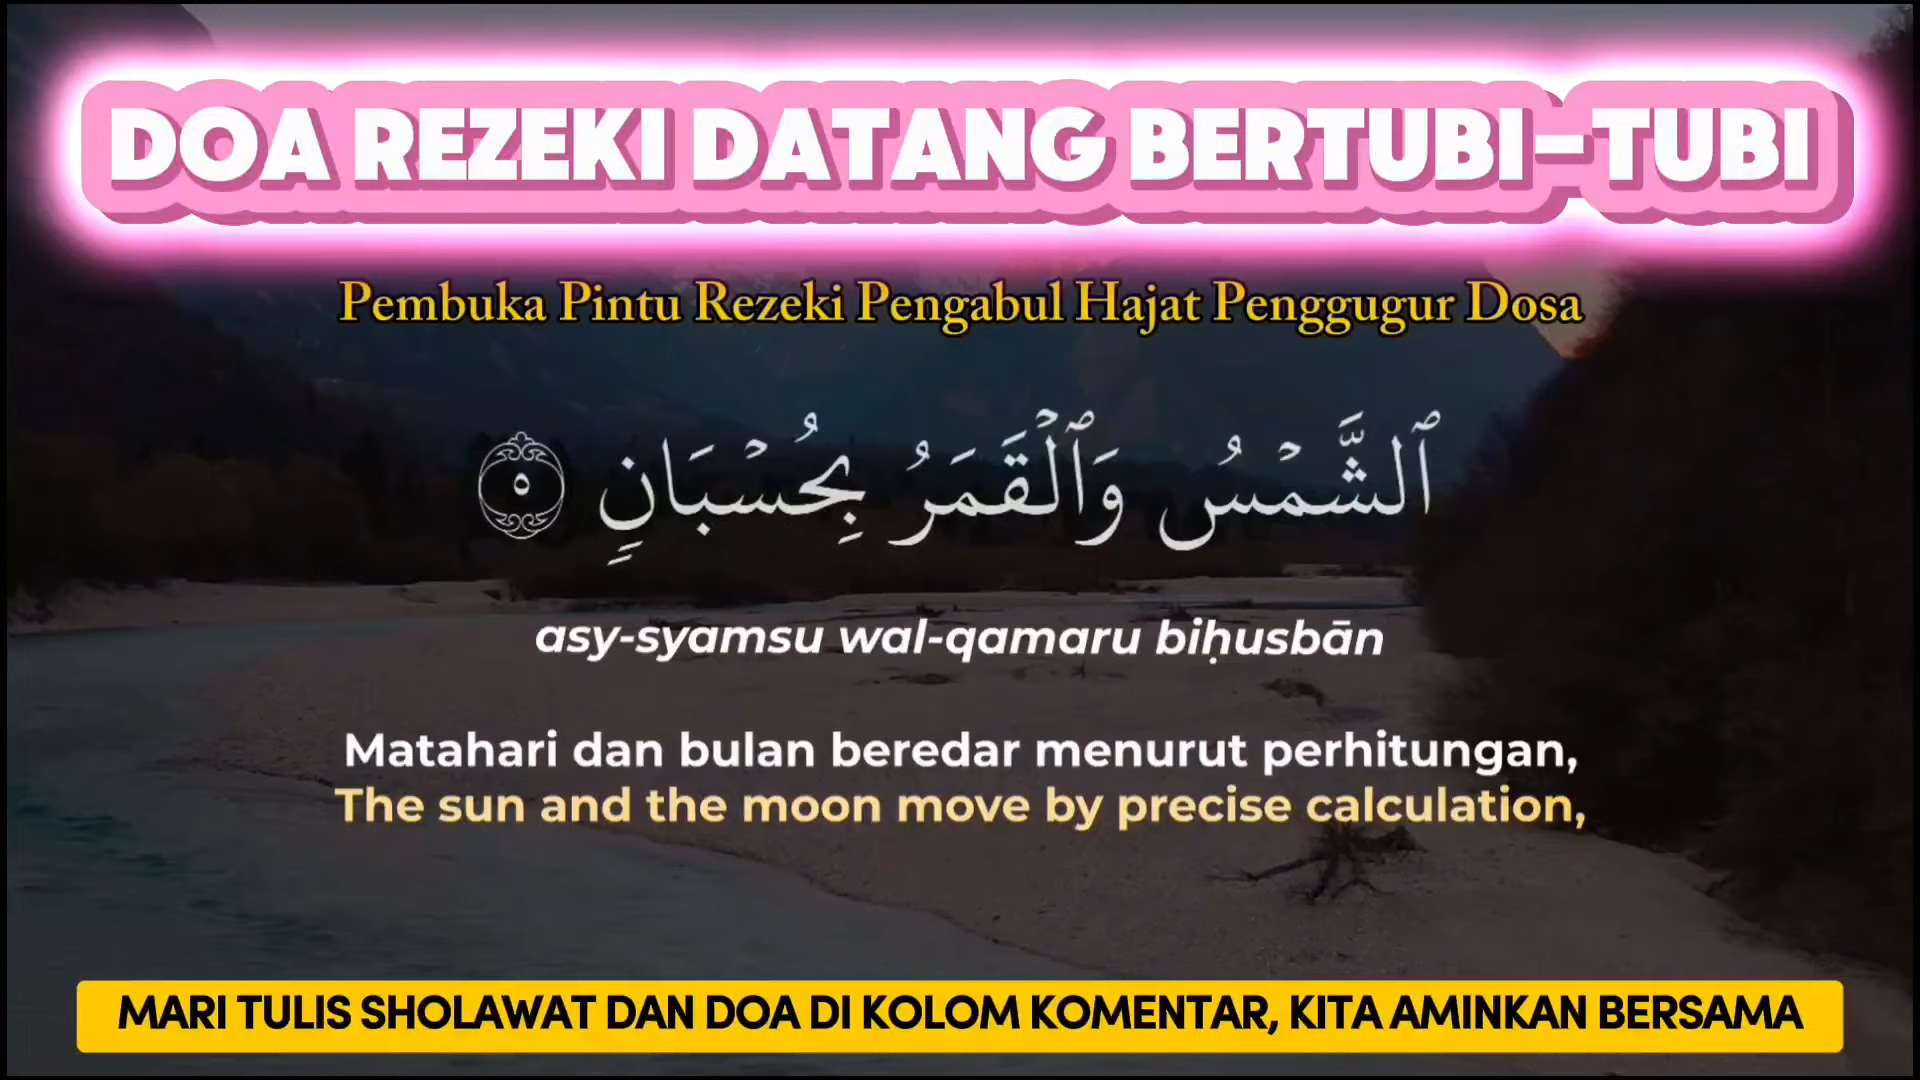 DOA REZEKI DATANG BERTUBI-TUBI
Pembuka Pintu Rezeki Pengabul Hajat Penggugur Dosa
ٱلشَّمۡسُ وَٱلۡقَمَرُ بِحُسۡبَانٖ ٥
asy-syamsu wal-qamaru biḥusbān
Matahari dan bulan beredar menurut perhitungan,
The sun and the moon move by precise calculation,
MARI TULIS SHOLAWAT DAN DOA DI KOLOM KOMENTAR, KITA AMINKAN BERSAMA